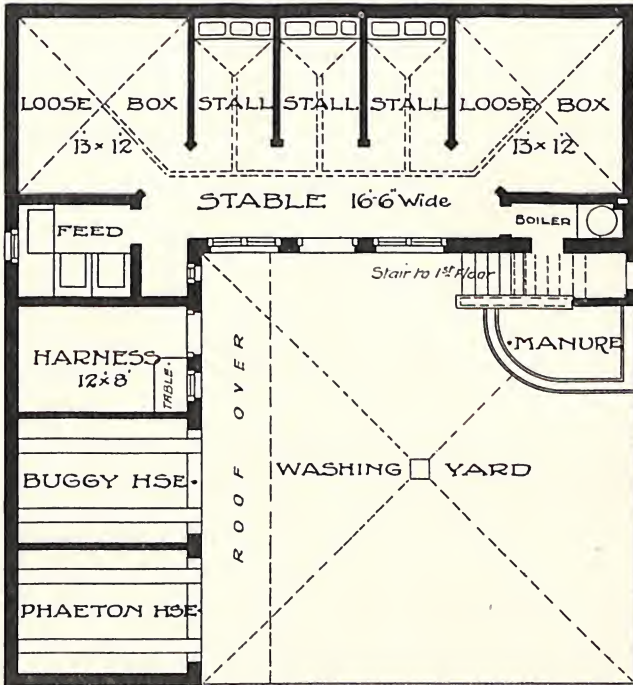 LOOSE BOX
13' × 12'
STALL
STALL
STALL
LOOSE BOX
13' × 12'
STABLE 16'-6" Wide
FEED
BOILER
Stair to 1st Floor
MANURE
HARNESS
12' × 8'
TABLE
ROOF OVER
WASHING YARD
BUGGY HSE
PHAETON HSE